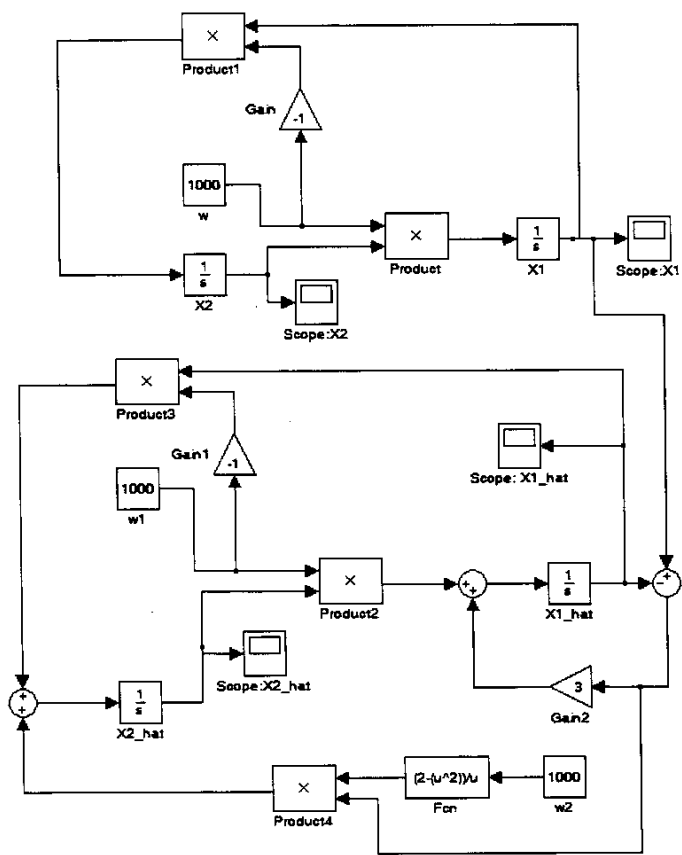 ×
Product1
Gain
-1
1000
w
×
Product
1
s
X1
Scope:X1
1
s
X2
Scope:X2
×
Product3
Gain1
-1
Scope: X1_hat
1000
w1
×
Product2
+
+
1
s
X1_hat
+
−
Scope:X2_hat
3
Gain2
+
+
1
s
X2_hat
×
Product4
(2-(u^2))/u
Fcn
1000
w2